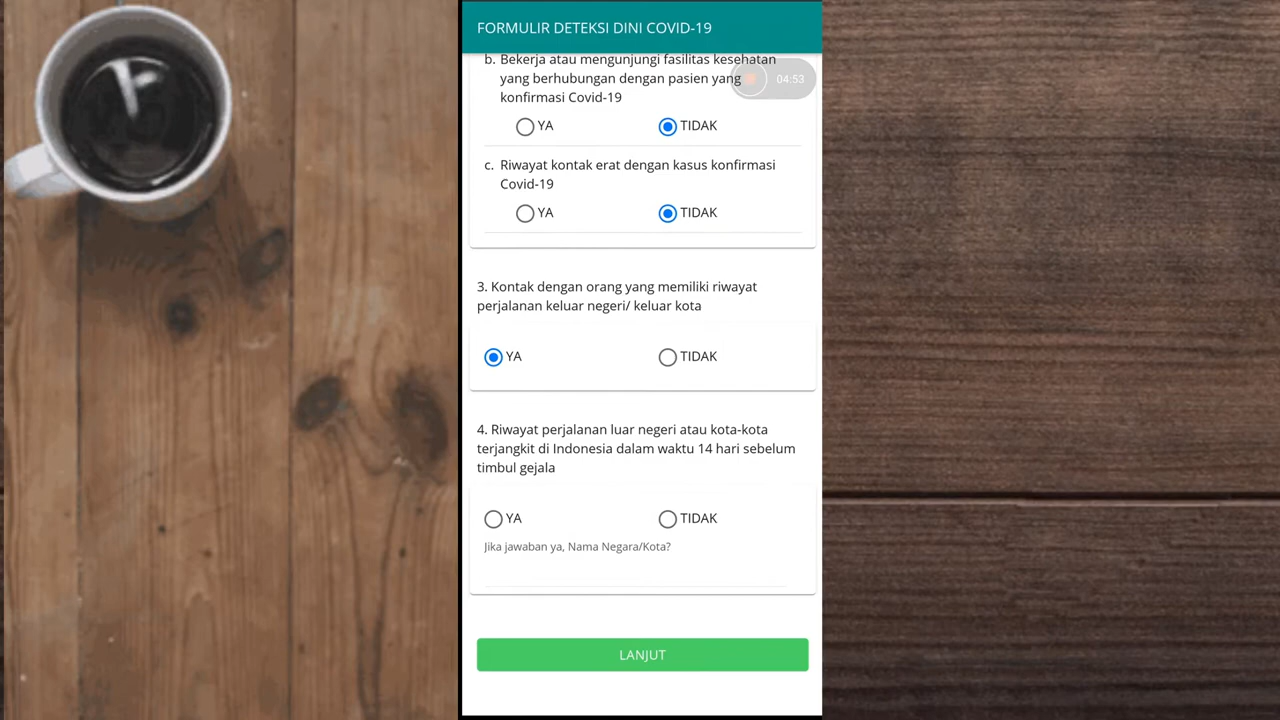 FORMULIR DETEKSI DINI COVID-19
b. Bekerja atau mengunjungi fasilitas kesehatan
yang berhubungan dengan pasien yang
04:53
konfirmasi Covid-19
YA TIDAK
c. Riwayat kontak erat dengan kasus konfirmasi
Covid-19
YA TIDAK
3. Kontak dengan orang yang memiliki riwayat
perjalanan keluar negeri/ keluar kota
YA TIDAK
4. Riwayat perjalanan luar negeri atau kota-kota
terjangkit di Indonesia dalam waktu 14 hari sebelum
timbul gejala
YA TIDAK
Jika jawaban ya, Nama Negara/Kota?
LANJUT